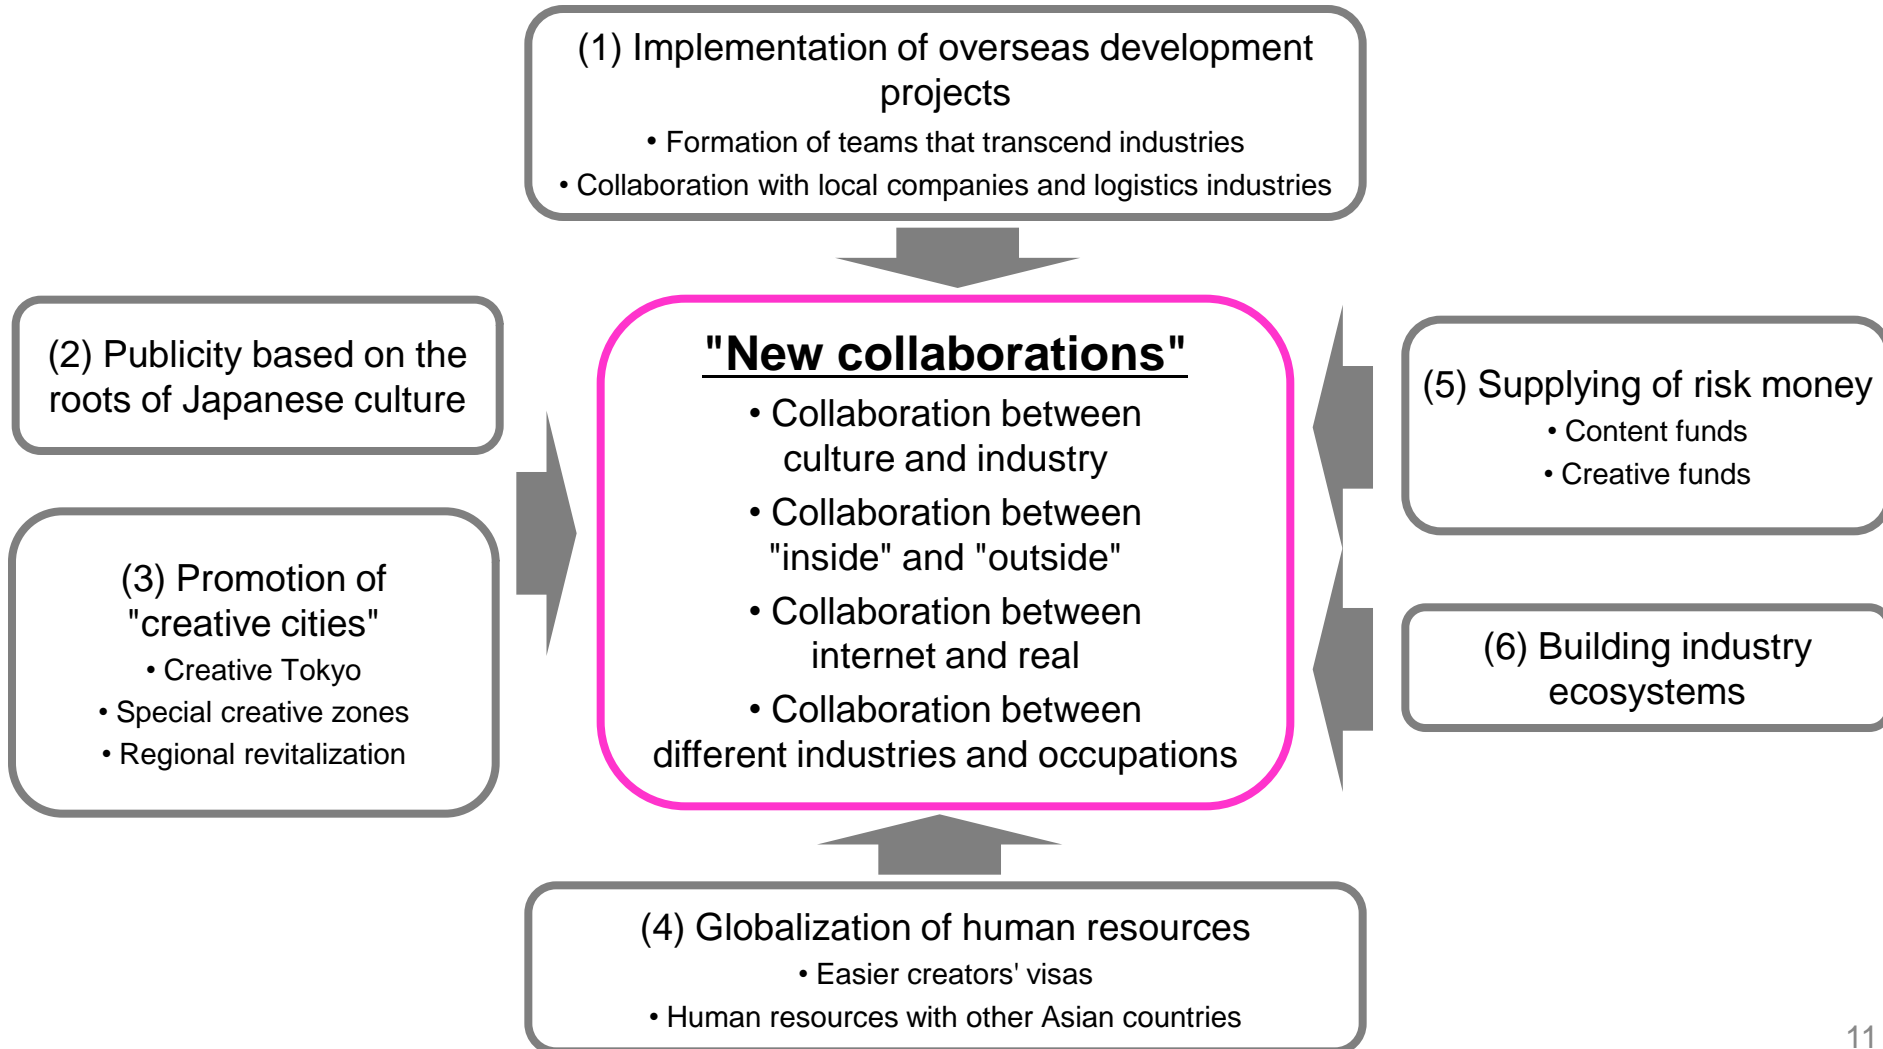 (1) Implementation of overseas development
projects
• Formation of teams that transcend industries
• Collaboration with local companies and logistics industries
(2) Publicity based on the
roots of Japanese culture
(3) Promotion of
"creative cities"
• Creative Tokyo
• Special creative zones
• Regional revitalization
"New collaborations"
• Collaboration between
culture and industry
• Collaboration between
"inside" and "outside"
• Collaboration between
internet and real
• Collaboration between
different industries and occupations
(5) Supplying of risk money
• Content funds
• Creative funds
(6) Building industry
ecosystems
(4) Globalization of human resources
• Easier creators' visas
• Human resources with other Asian countries
11